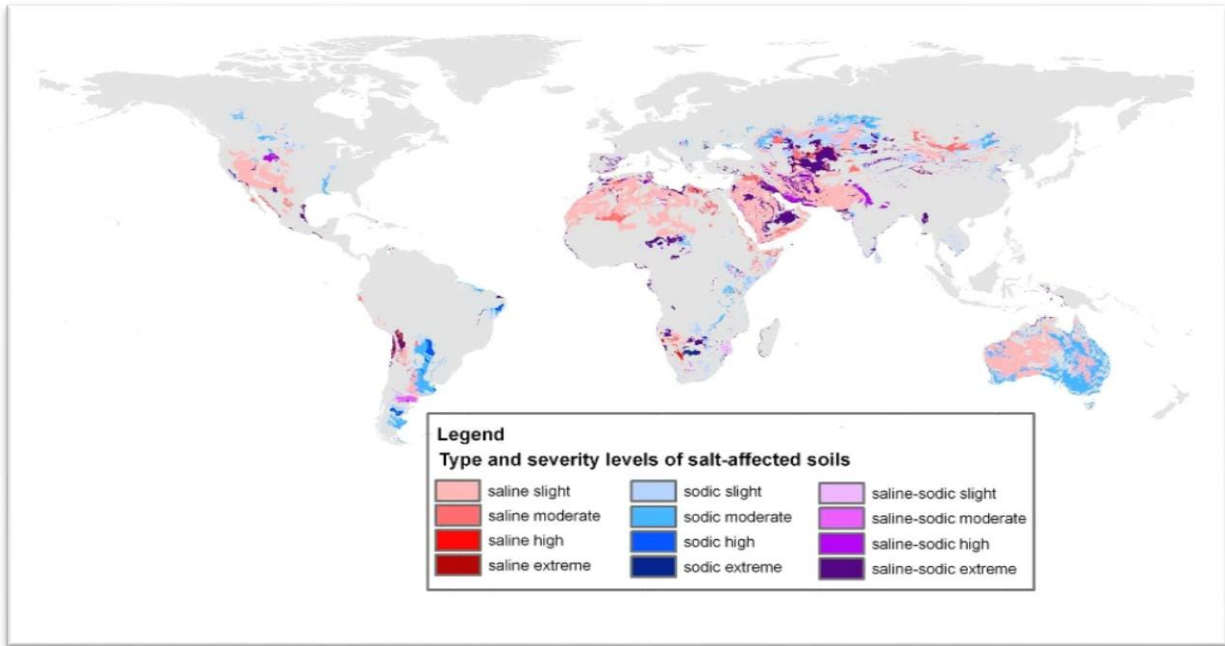 Legend
Type and severity levels of salt-affected soils
saline slight
saline moderate
saline high
saline extreme
sodic slight
sodic moderate
sodic high
sodic extreme
saline-sodic slight
saline-sodic moderate
saline-sodic high
saline-sodic extreme